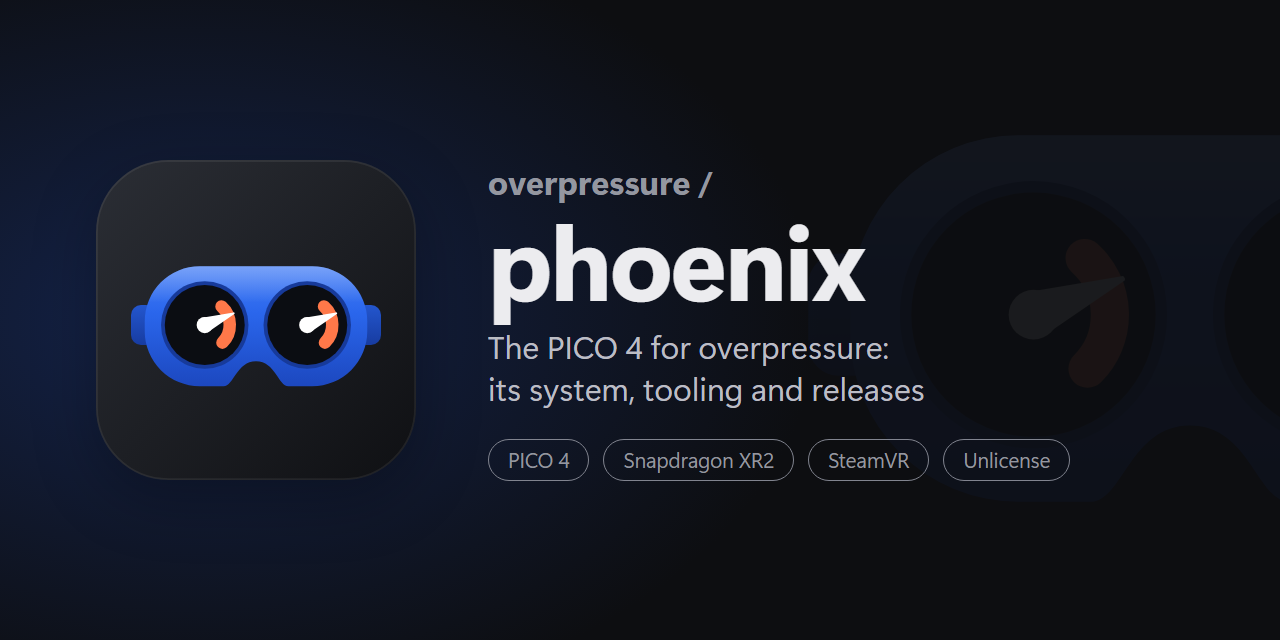 overpressure /
phoenix
The PICO 4 for overpressure:
its system, tooling and releases
PICO 4
Snapdragon XR2
SteamVR
Unlicense